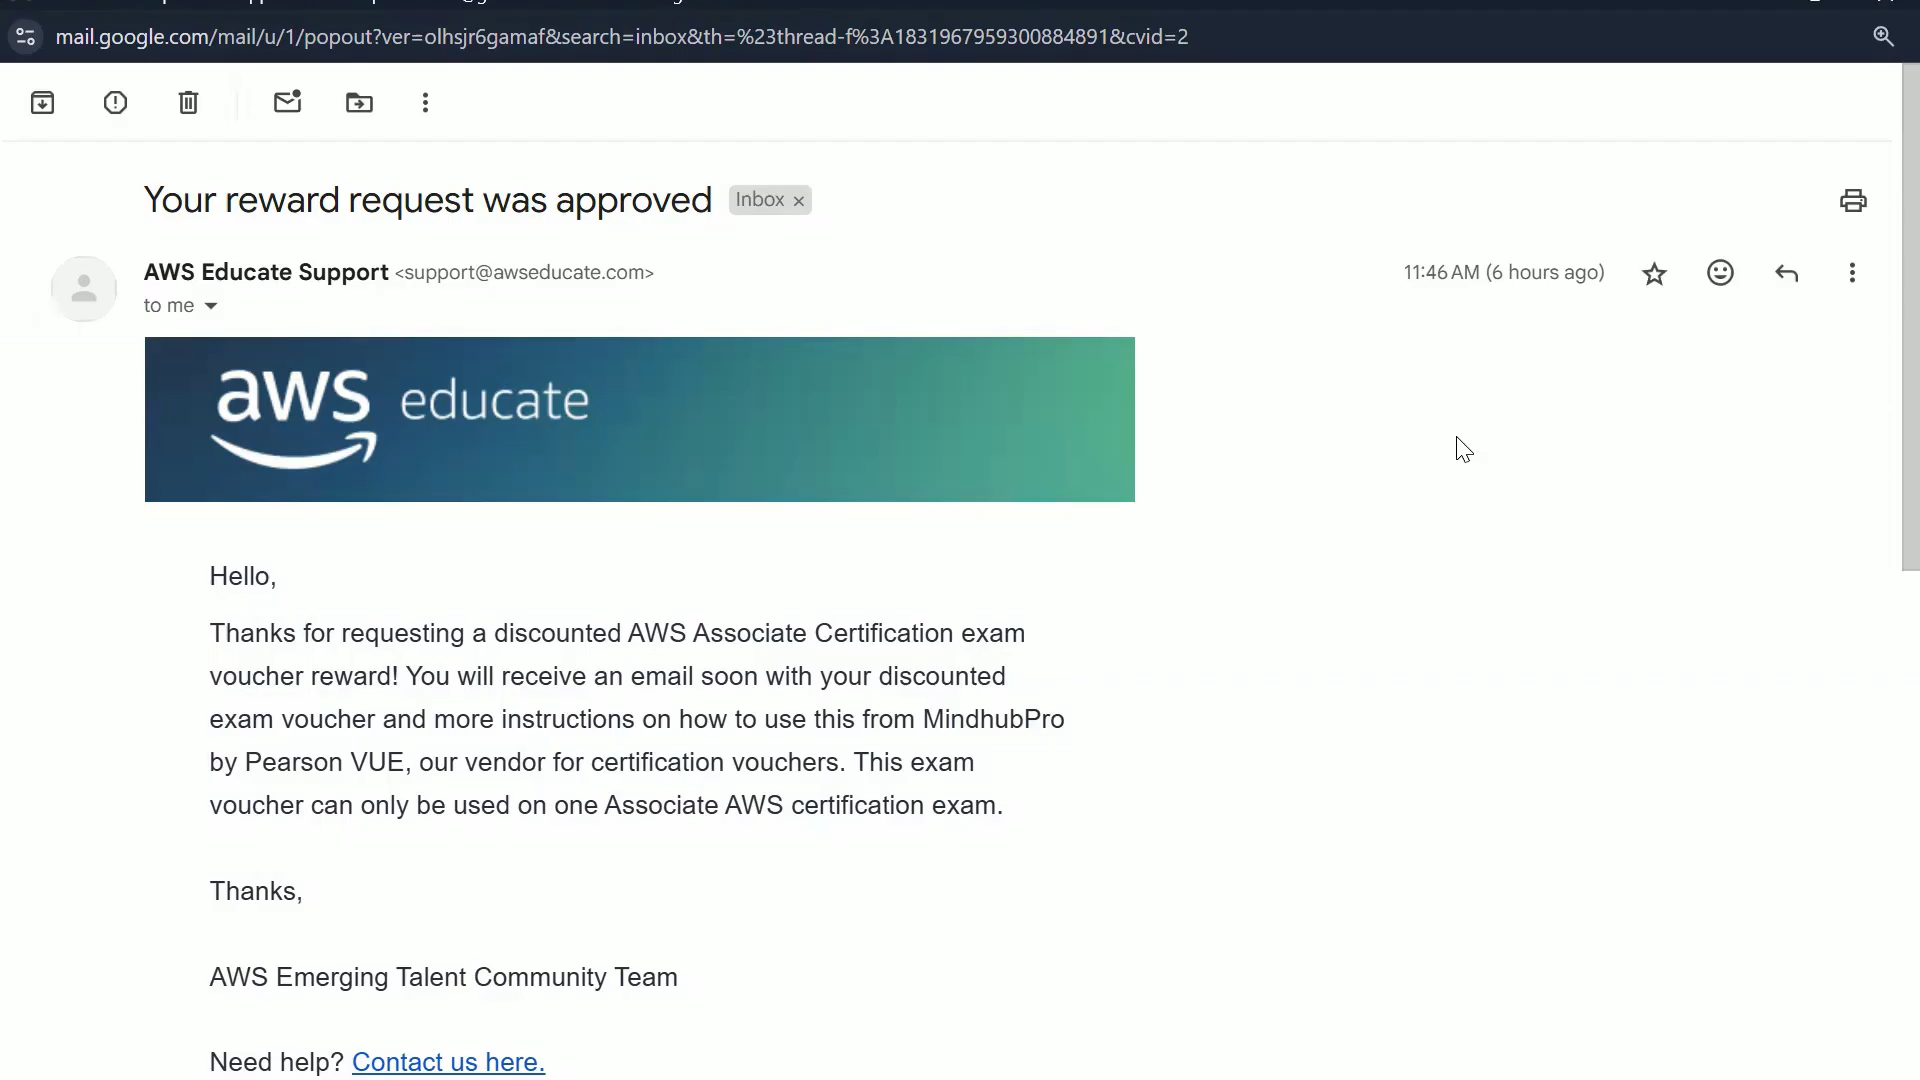 mail.google.com/mail/u/1/popout?ver=olhsjr6gamaf&search=inbox&th=%23thread-f%3A1831967959300884891&cvid=2
Your reward request was approved Inbox ×
AWS Educate Support <support@awseducate.com> 11:46 AM (6 hours ago)
to me
aws educate
Hello,
Thanks for requesting a discounted AWS Associate Certification exam
voucher reward! You will receive an email soon with your discounted
exam voucher and more instructions on how to use this from MindhubPro
by Pearson VUE, our vendor for certification vouchers. This exam
voucher can only be used on one Associate AWS certification exam.
Thanks,
AWS Emerging Talent Community Team
Need help? Contact us here.